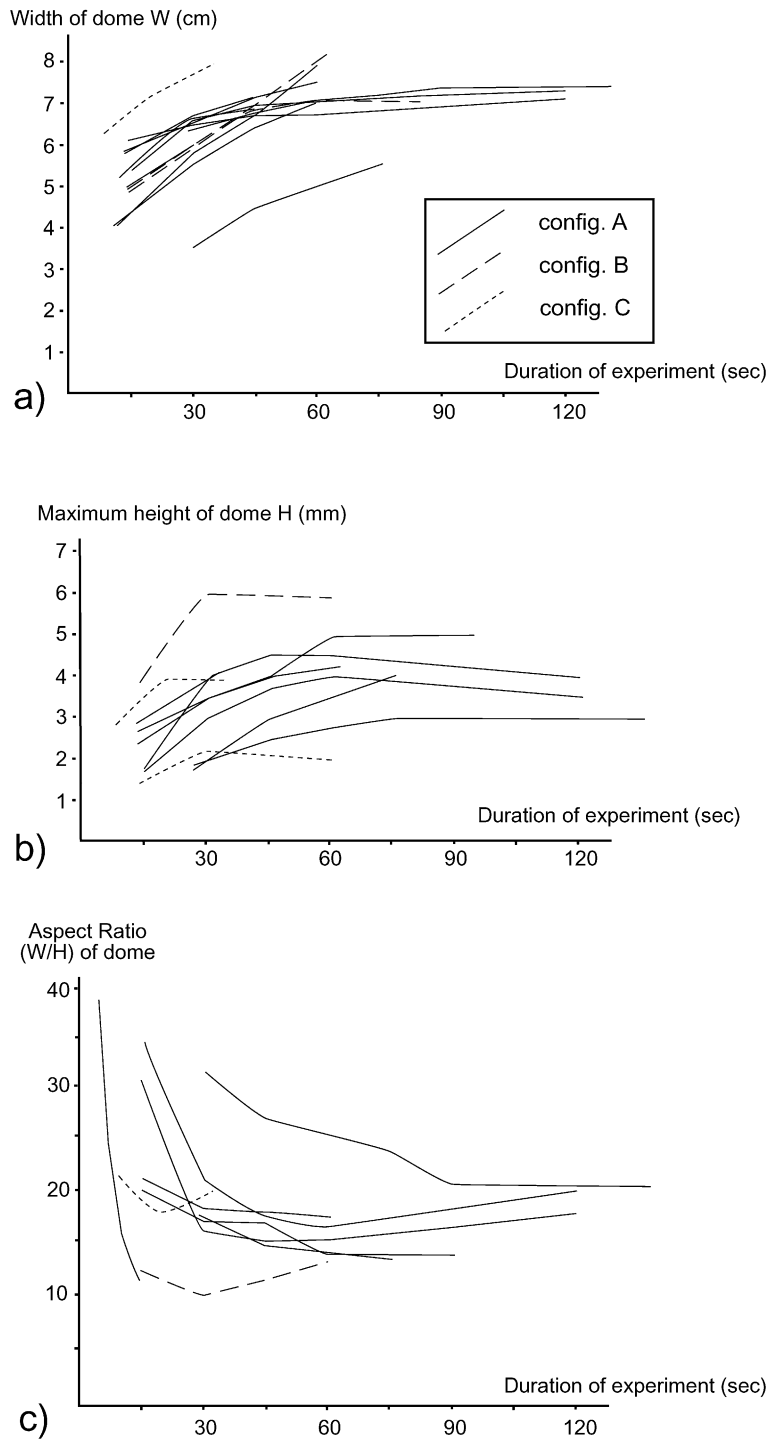 Width of dome W (cm)
8
7
6
5
4
3
2
1
config. A
config. B
config. C
Duration of experiment (sec)
a)
30 60 90 120
Maximum height of dome H (mm)
7
6
5
4
3
2
1
Duration of experiment (sec)
b)
30 60 90 120
Aspect Ratio
(W/H) of dome
40
30
20
10
Duration of experiment (sec)
c)
30 60 90 120